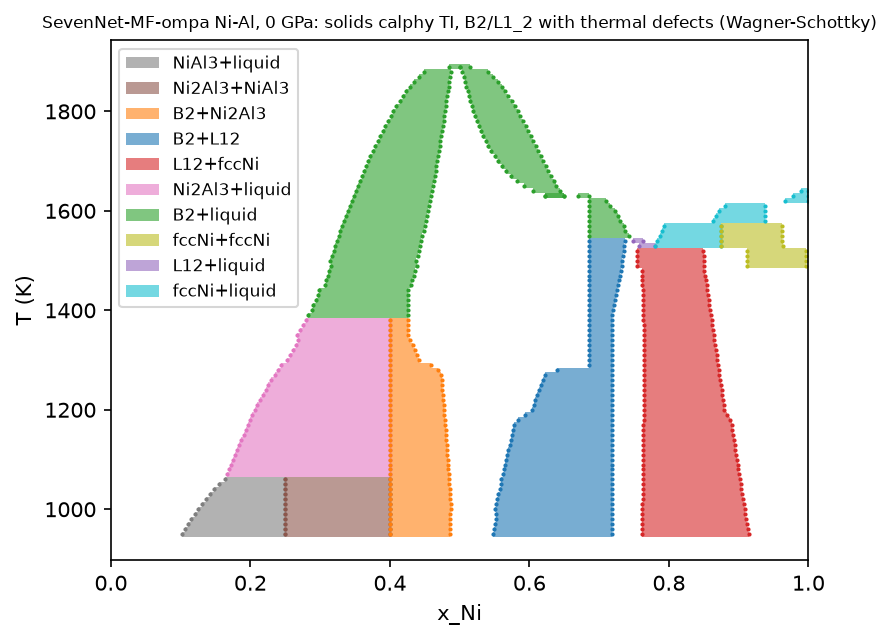 SevenNet-MF-ompa Ni-Al, 0 GPa: solids calphy TI, B2/L1_2 with thermal defects (Wagner-Schottky)
NiAl3+liquid
Ni2Al3+NiAl3
B2+Ni2Al3
B2+L12
L12+fccNi
Ni2Al3+liquid
B2+liquid
fccNi+fccNi
L12+liquid
fccNi+liquid
T (K)
1800
1600
1400
1200
1000
0.0 0.2 0.4 0.6 0.8 1.0
x_Ni